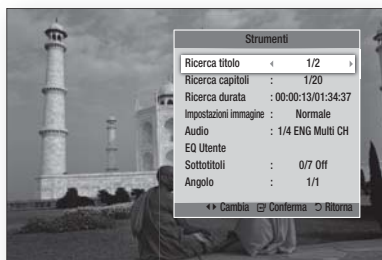 Strumenti
Ricerca titolo ◂ 1/2 ▸
Ricerca capitoli : 1/20
Ricerca durata : 00:00:13/01:34:37
Impostazioni immagine : Normale
Audio : 1/4 ENG Multi CH
EQ Utente
Sottotitoli : 0/7 Off
Angolo : 1/1
Cambia Conferma Ritorna